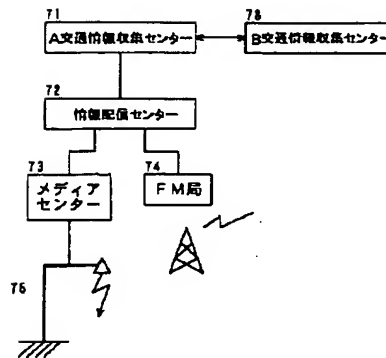 71
A交通情報収集センター
78
B交通情報収集センター
72
情報配信センター
73
メディア
センター
74
FM局
75